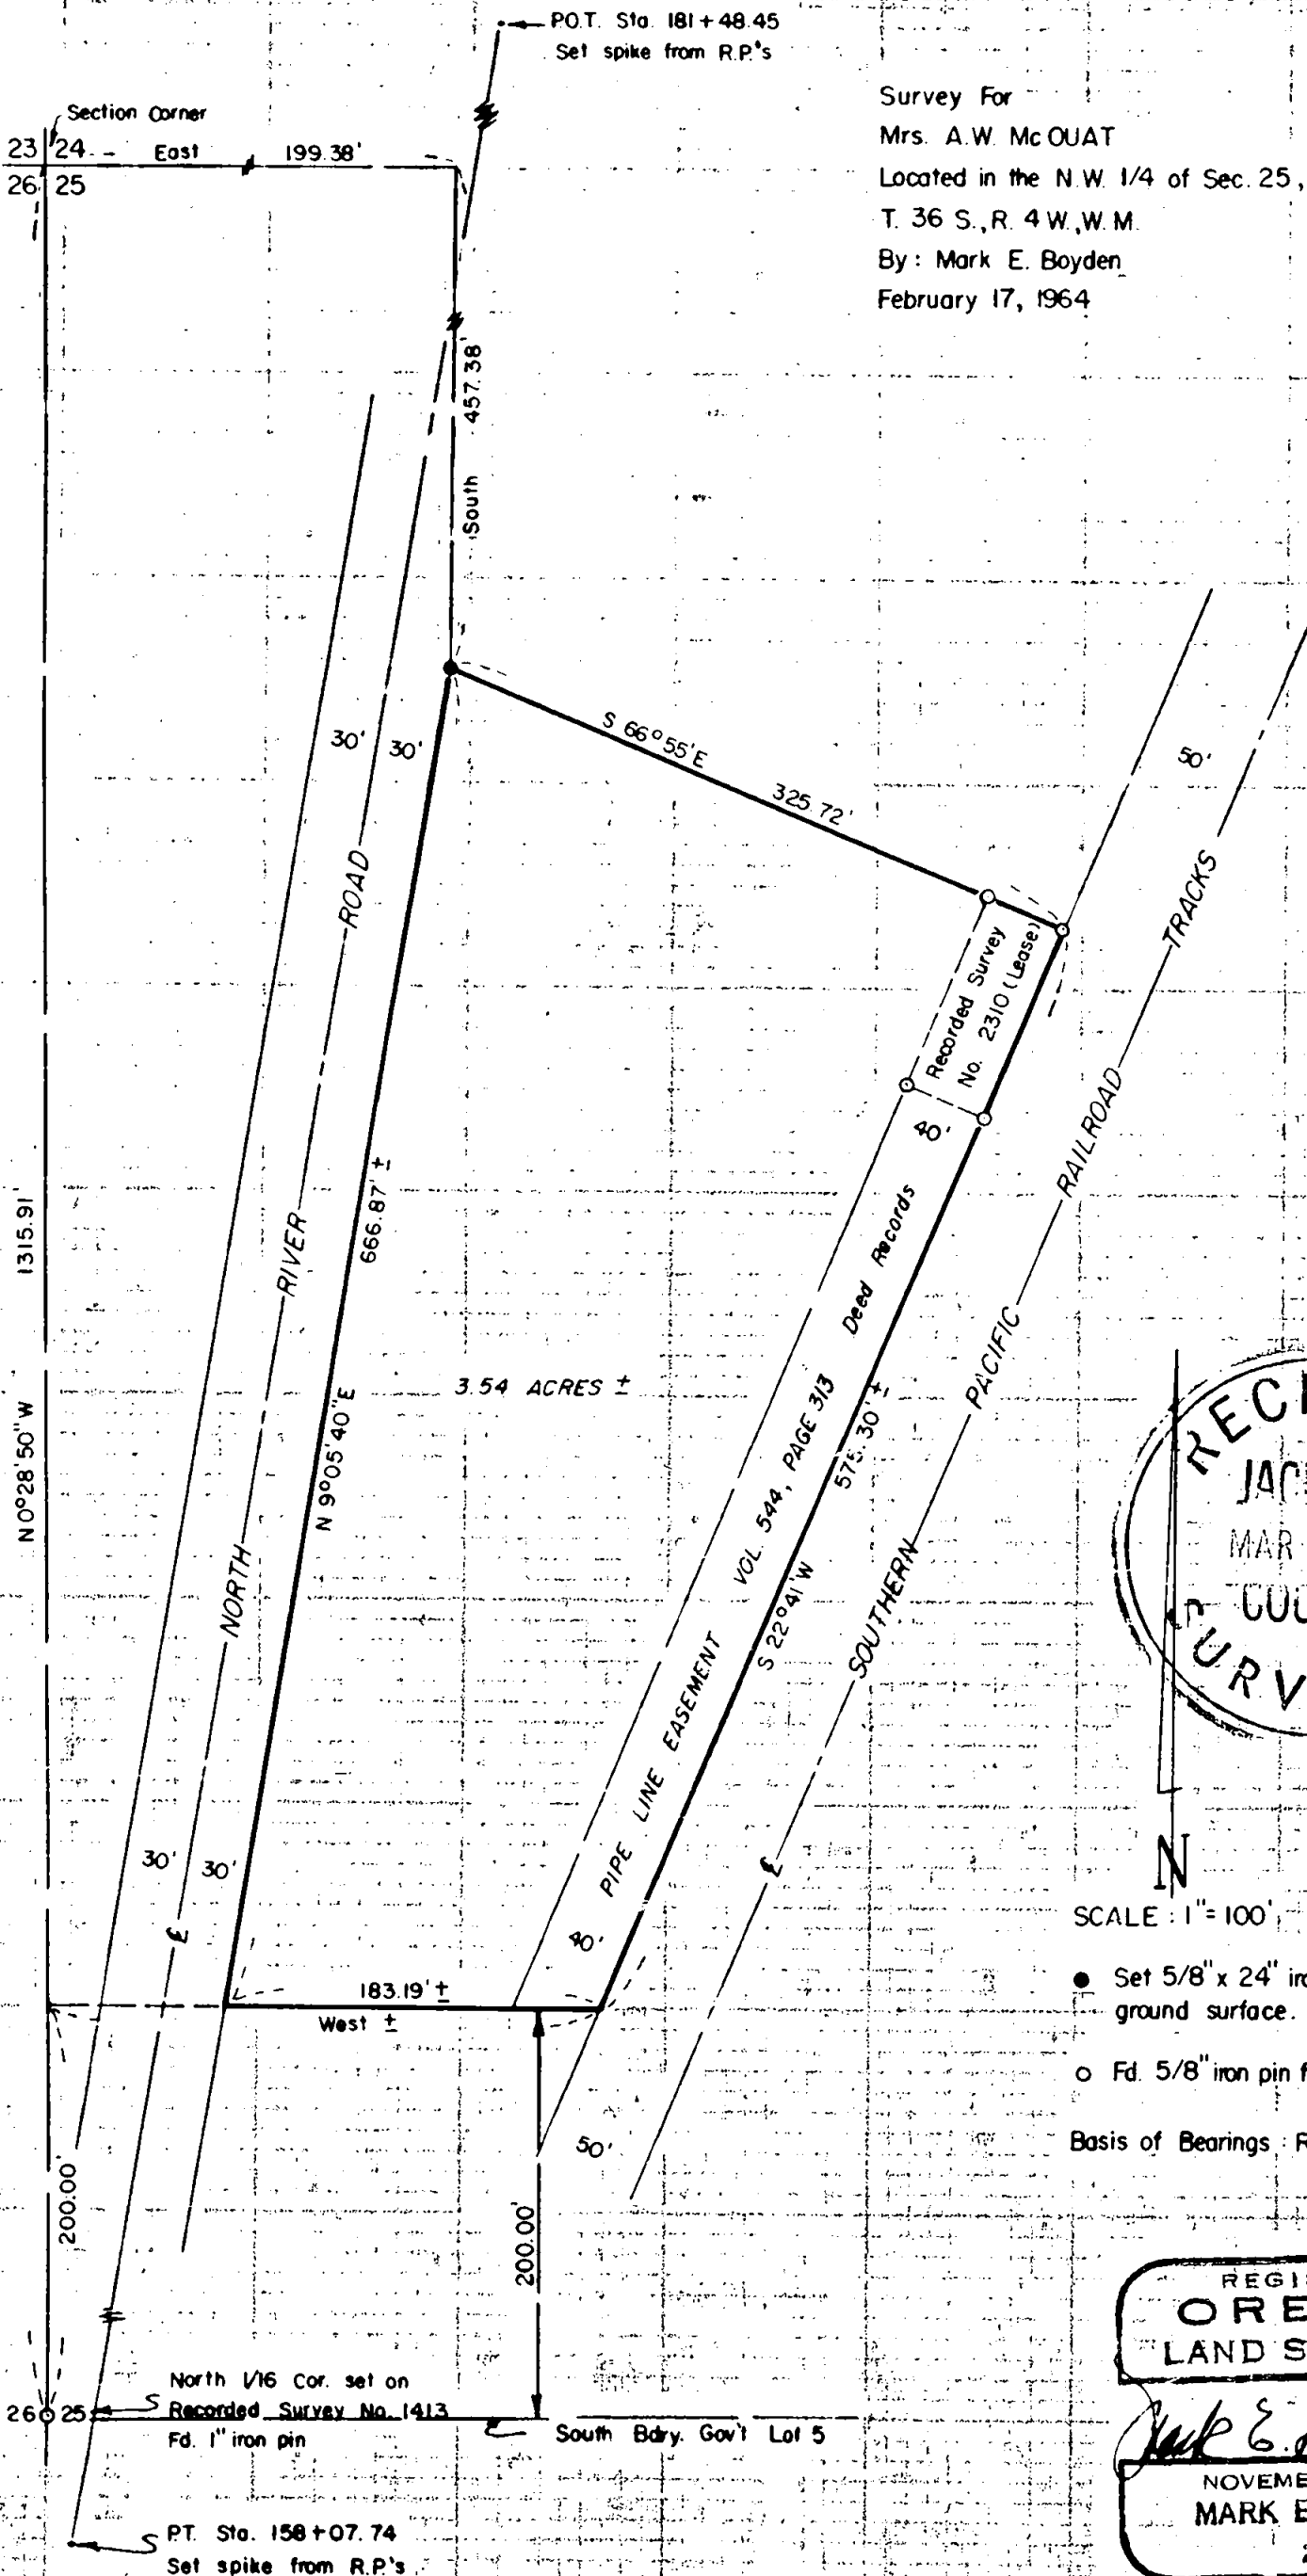 P.O.T. Sta. 181+48.45
Set spike from R.P.'s
Survey For
Mrs. A.W. McOUAT
Located in the N.W. 1/4 of Sec. 25,
T. 36 S., R. 4 W., W.M.
By: Mark E. Boyden
February 17, 1964
Section Corner
23 24
East 199.38'
26 25
South 457.38'
S 66°55'E 325.72'
30' 30'
50'
NORTH RIVER ROAD
SOUTHERN PACIFIC RAILROAD TRACKS
Recorded Survey
No. 2310 (Lease)
40'
1315.91'
N 0°28'50"W
666.87' ±
N 9°05'40"E
3.54 ACRES ±
PIPE LINE EASEMENT VOL. 544, PAGE 313 Deed Records
575.30' ±
S 22°41'W
MAR
N
SCALE : 1"= 100'
30' 30'
40'
183.19' ±
West ±
● Set 5/8" x 24"
ground surface.
○ Fd. 5/8" iron pin
Basis of Bearings :
50'
200.00'
200.00'
North 1/16 Cor. set on
26 25
Recorded Survey No. 1413
Fd. 1" iron pin
South Bdry. Gov't Lot 5
P.T. Sta. 158+07.74
Set spike from R.P.'s
LAND
MARK